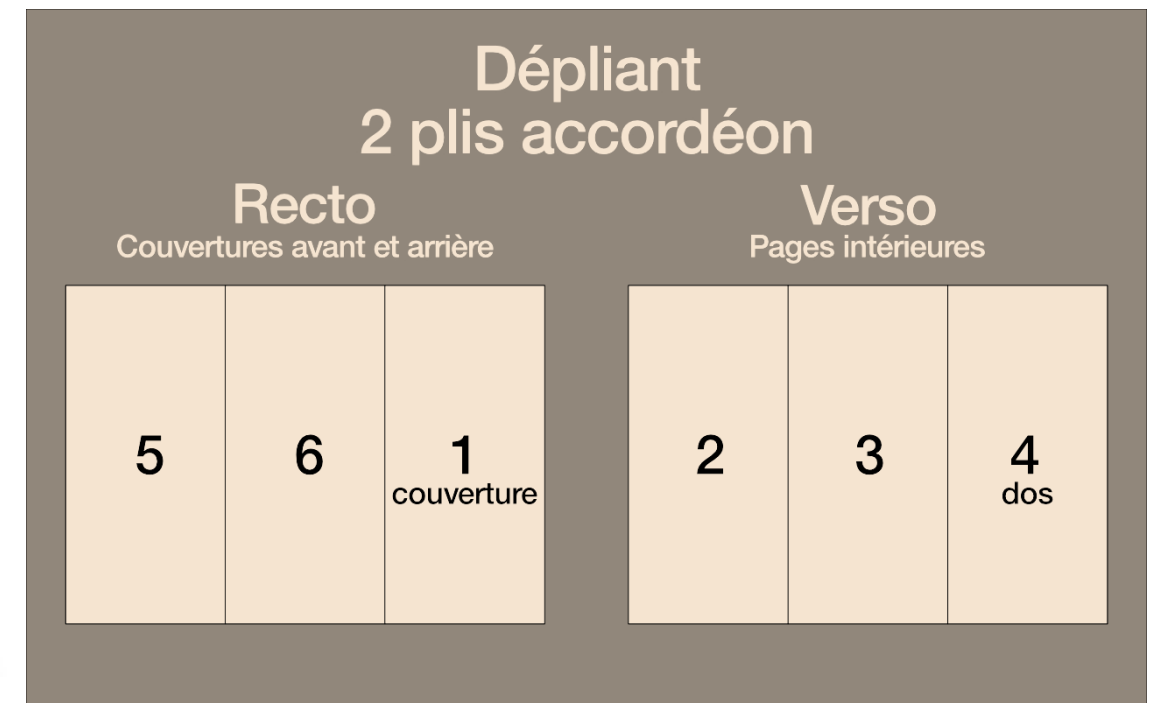 Dépliant
2 plis accordéon
Recto
Couvertures avant et arrière
Verso
Pages intérieures
5
6
1
couverture
2
3
4
dos